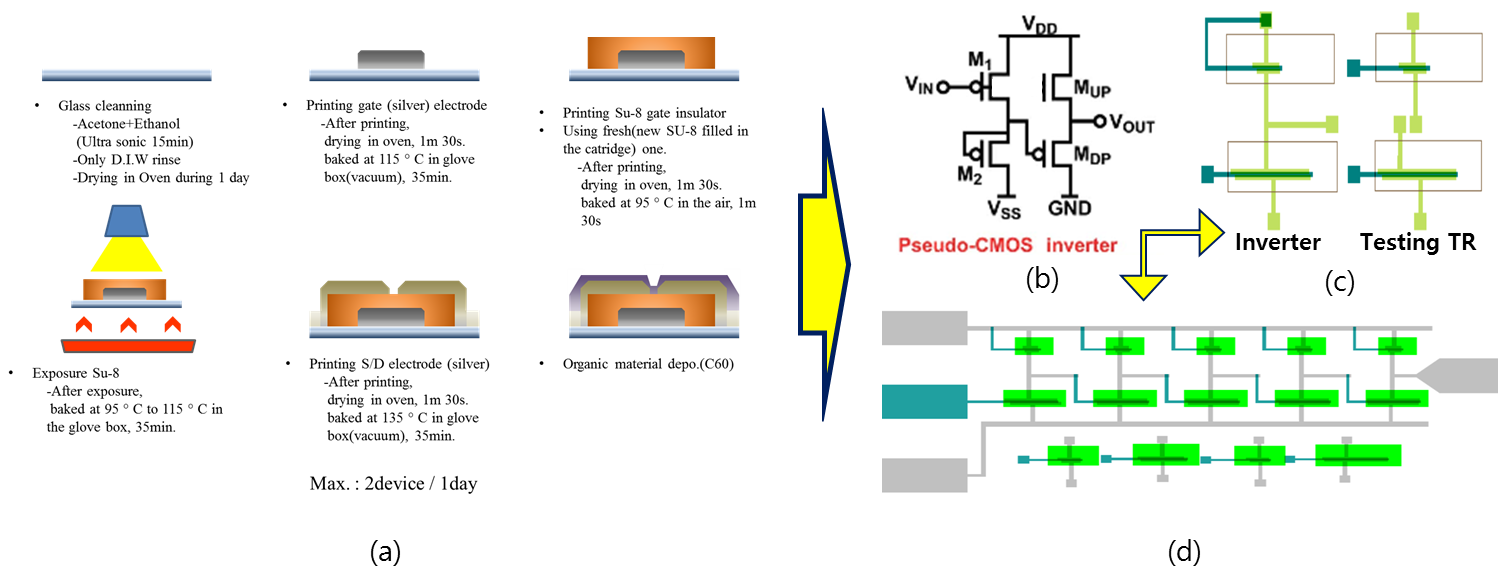 • Glass cleanning
-Acetone+Ethanol
(Ultra sonic 15min)
-Only D.I.W rinse
-Drying in Oven during 1 day
• Printing gate (silver) electrode
-After printing,
drying in oven, 1m 30s.
baked at 115 ° C in glove
box(vacuum), 35min.
• Printing Su-8 gate insulator
• Using fresh(new SU-8 filled in
the catridge) one.
-After printing,
drying in oven, 1m 30s.
baked at 95 ° C in the air, 1m
30s
• Exposure Su-8
-After exposure,
baked at 95 ° C to 115 ° C in
the glove box, 35min.
• Printing S/D electrode (silver)
-After printing,
drying in oven, 1m 30s.
baked at 135 ° C in glove
box(vacuum), 35min.
• Organic material depo.(C60)
Max. : 2device / 1day
(a)
VDD
M1
VIN
MUP
VOUT
MDP
M2
VSS
GND
Pseudo-CMOS inverter
(b)
Inverter
Testing TR
(c)
(d)